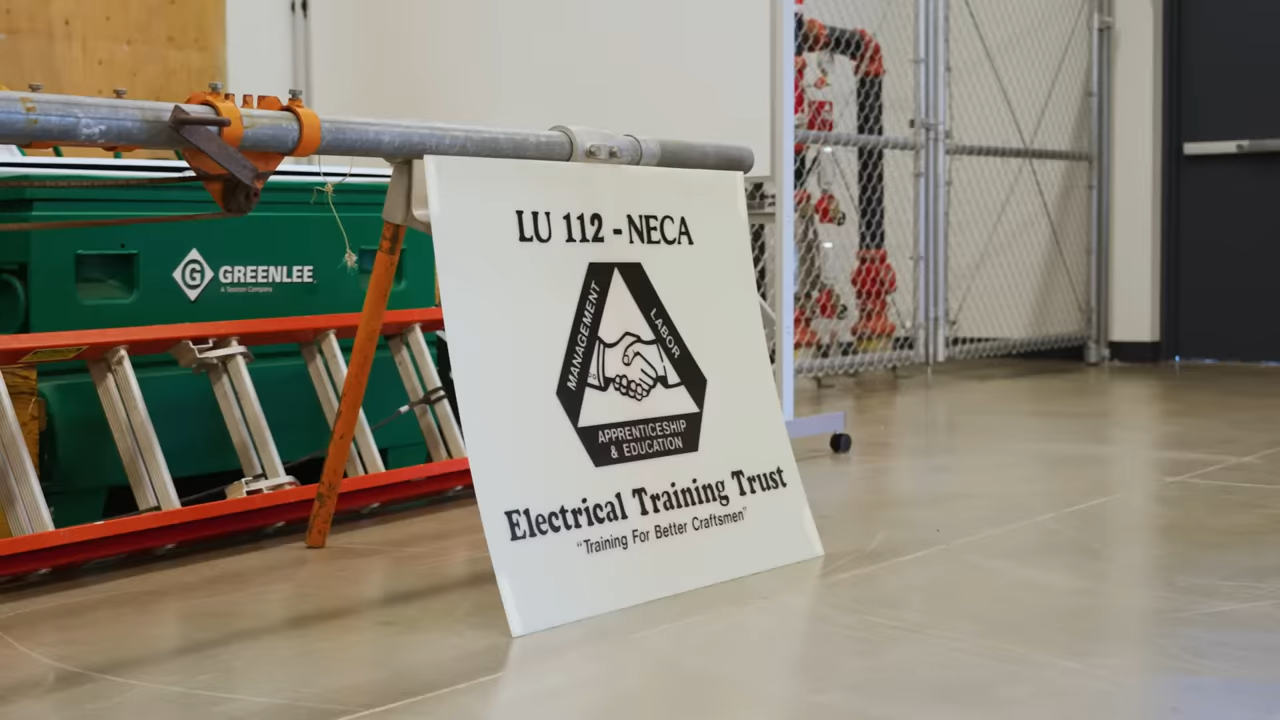 LU 112 - NECA
MANAGEMENT
LABOR
APPRENTICESHIP
& EDUCATION
Electrical Training Trust
"Training For Better Craftsmen"
G GREENLEE
A Textron Company